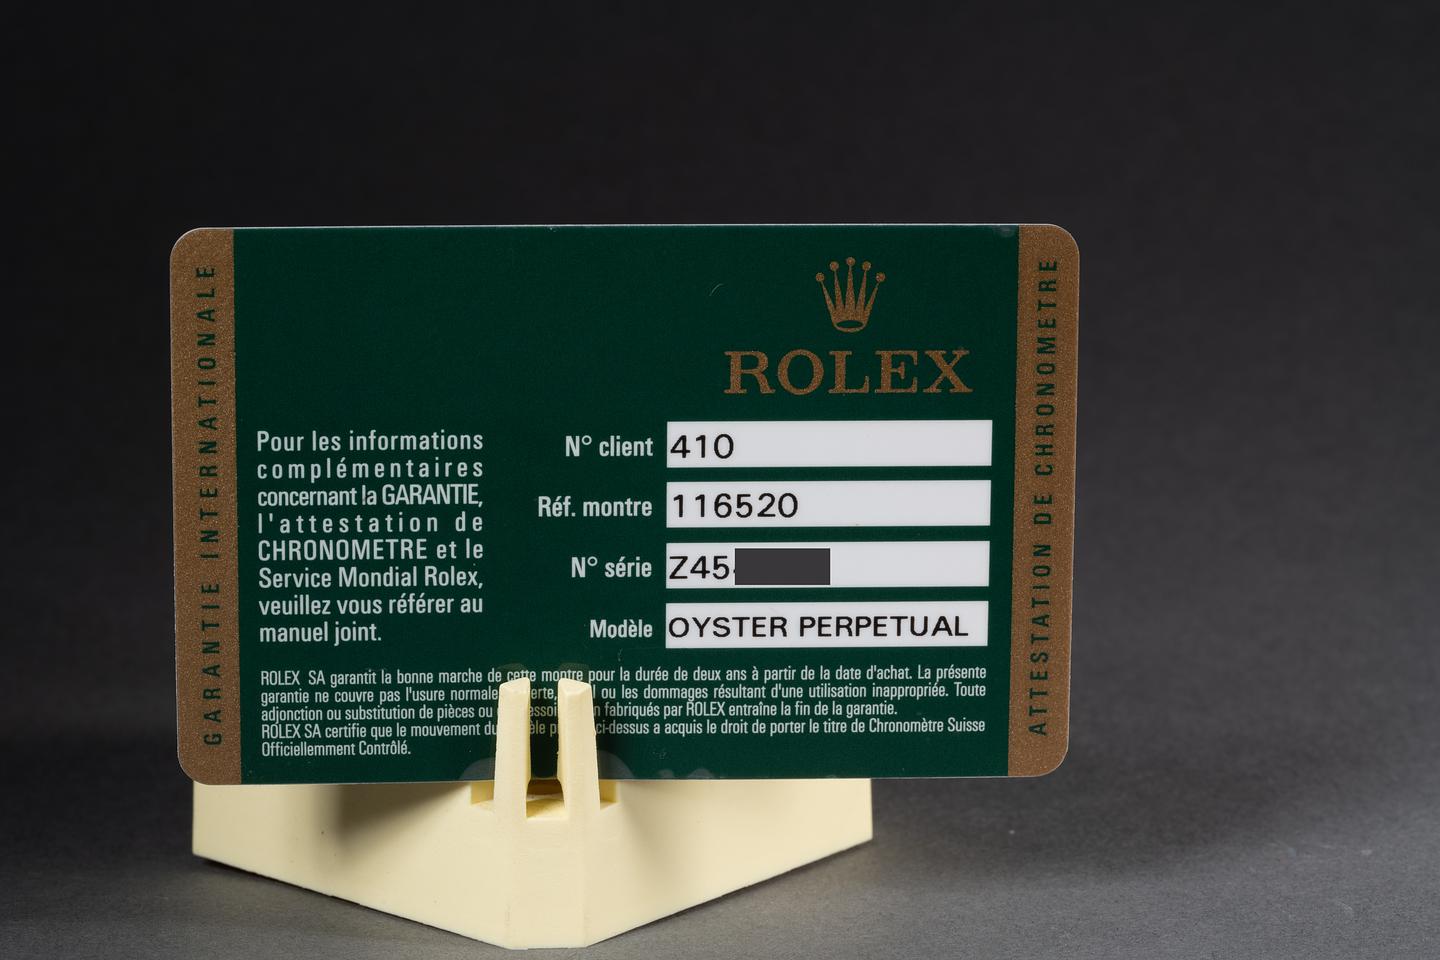 GARANTIE INTERNATIONALE
ROLEX
Pour les informations
complémentaires
concernant la GARANTIE,
l'attestation de
CHRONOMETRE et le
Service Mondial Rolex,
veuillez vous référer au
manuel joint.
N° client 410
Réf. montre 116520
N° série Z45
Modèle OYSTER PERPETUAL
ROLEX SA garantit la bonne marche de cette montre pour la durée de deux ans à partir de la date d'achat. La présente
garantie ne couvre pas l'usure normale ou les dommages résultant d'une utilisation inappropriée. Toute
adjonction ou substitution de pièces ou fabriqués par ROLEX entraîne la fin de la garantie.
ROLEX SA certifie que le mouvement ci-dessus a acquis le droit de porter le titre de Chronomètre Suisse
Officiellemment Contrôlé.
ATTESTATION DE CHRONOMETRE